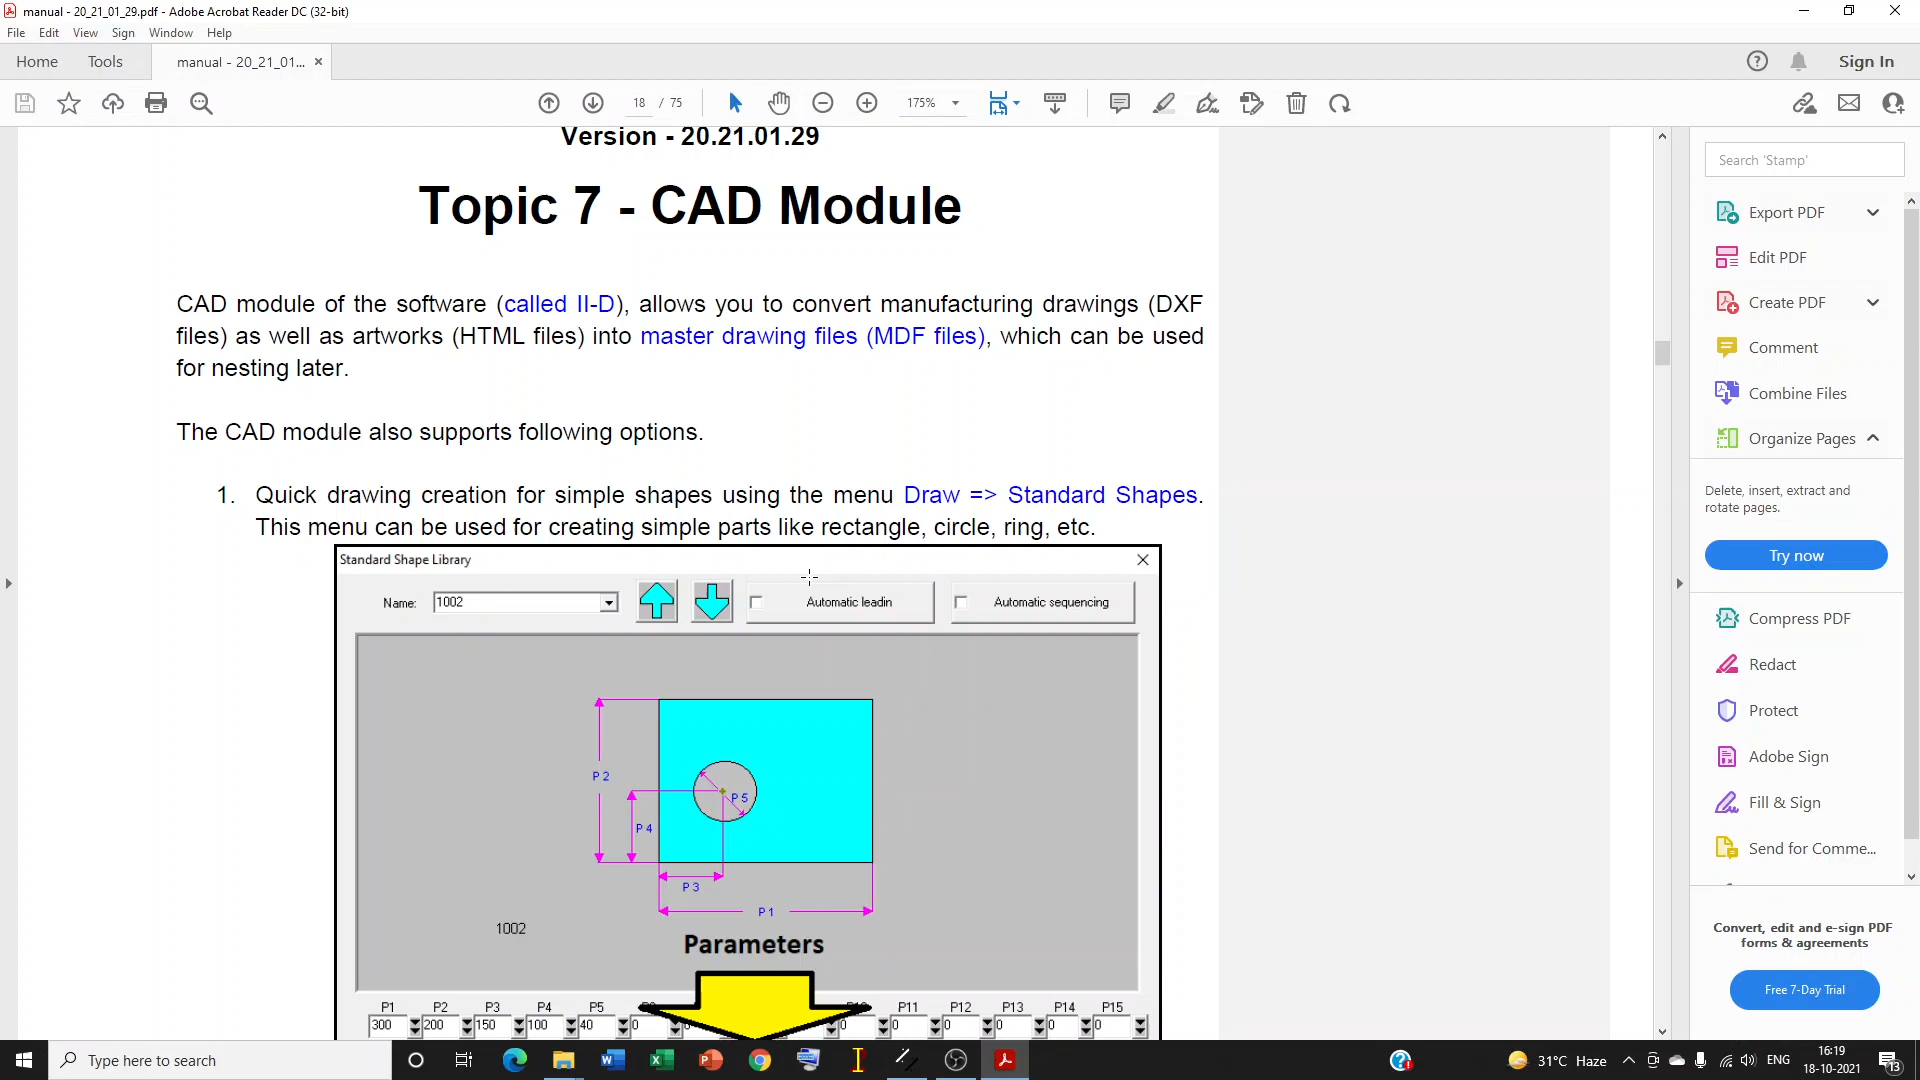 manual - 20_21_01_29.pdf - Adobe Acrobat Reader DC (32-bit)
File Edit View Sign Window Help
Home Tools manual - 20_21_01... × Sign In
18 / 75 175%
Version - 20.21.01.29
Topic 7 - CAD Module
CAD module of the software (called II-D), allows you to convert manufacturing drawings (DXF
files) as well as artworks (HTML files) into master drawing files (MDF files), which can be used
for nesting later.
The CAD module also supports following options.
1. Quick drawing creation for simple shapes using the menu Draw => Standard Shapes.
This menu can be used for creating simple parts like rectangle, circle, ring, etc.
Standard Shape Library
Name: 1002 Automatic leadin Automatic sequencing
P 2
P 5
P 4
P 3
P 1
1002
Parameters
P1 P2 P3 P4 P5 P11 P12 P13 P14 P15
300 200 150 100 40 0 0 0 0 0 0 0
Search 'Stamp'
Export PDF
Edit PDF
Create PDF
Comment
Combine Files
Organize Pages
Delete, insert, extract and
rotate pages.
Try now
Compress PDF
Redact
Protect
Adobe Sign
Fill & Sign
Send for Comme...
Convert, edit and e-sign PDF
forms & agreements
Free 7-Day Trial
Type here to search
31°C Haze ENG 16:19
18-10-2021
13